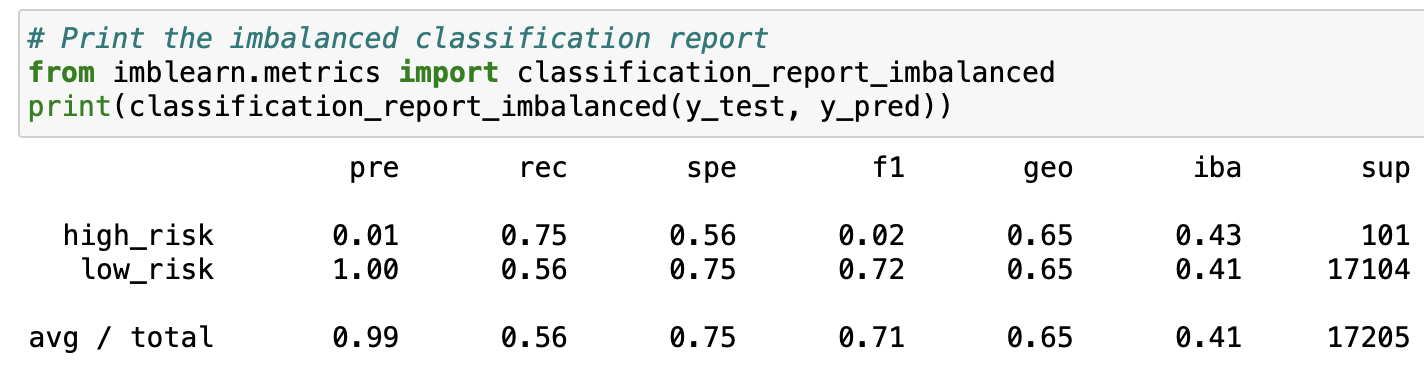 # Print the imbalanced classification report
from imblearn.metrics import classification_report_imbalanced
print(classification_report_imbalanced(y_test, y_pred))
pre rec spe f1 geo iba sup
high_risk 0.01 0.75 0.56 0.02 0.65 0.43 101
low_risk 1.00 0.56 0.75 0.72 0.65 0.41 17104
avg / total 0.99 0.56 0.75 0.71 0.65 0.41 17205